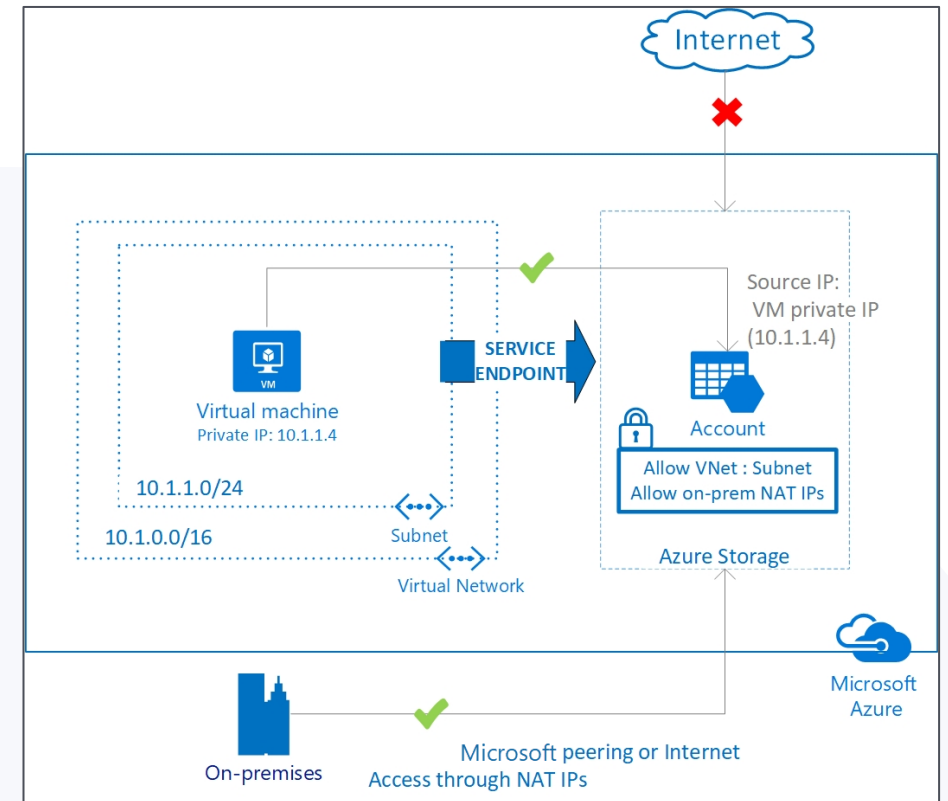 Internet
Source IP:
VM private IP
(10.1.1.4)
SERVICE
ENDPOINT
VM
Virtual machine
Private IP: 10.1.1.4
Account
Allow VNet : Subnet
Allow on-prem NAT IPs
10.1.1.0/24
10.1.0.0/16
Subnet
Virtual Network
Azure Storage
Microsoft
Azure
On-premises
Microsoft peering or Internet
Access through NAT IPs